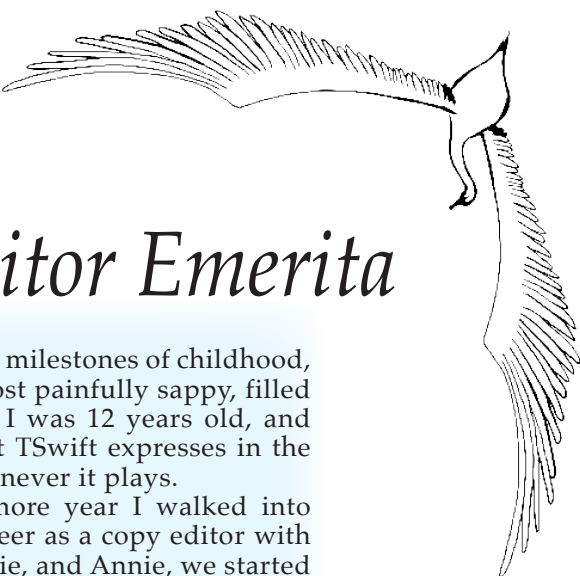 itor Emerita
milestones of childhood,
ost painfully sappy, filled
I was 12 years old, and
t TSwift expresses in the
never it plays.
more year I walked into
eer as a copy editor with
ie, and Annie, we started